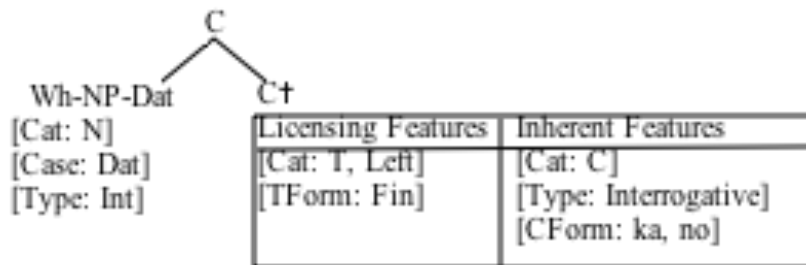 C
Wh-NP-Dat C†
[Cat: N]
[Case: Dat]
[Type: Int]
Licensing Features Inherent Features
[Cat: T, Left] [Cat: C]
[TForm: Fin] [Type: Interrogative]
[CForm: ka, no]